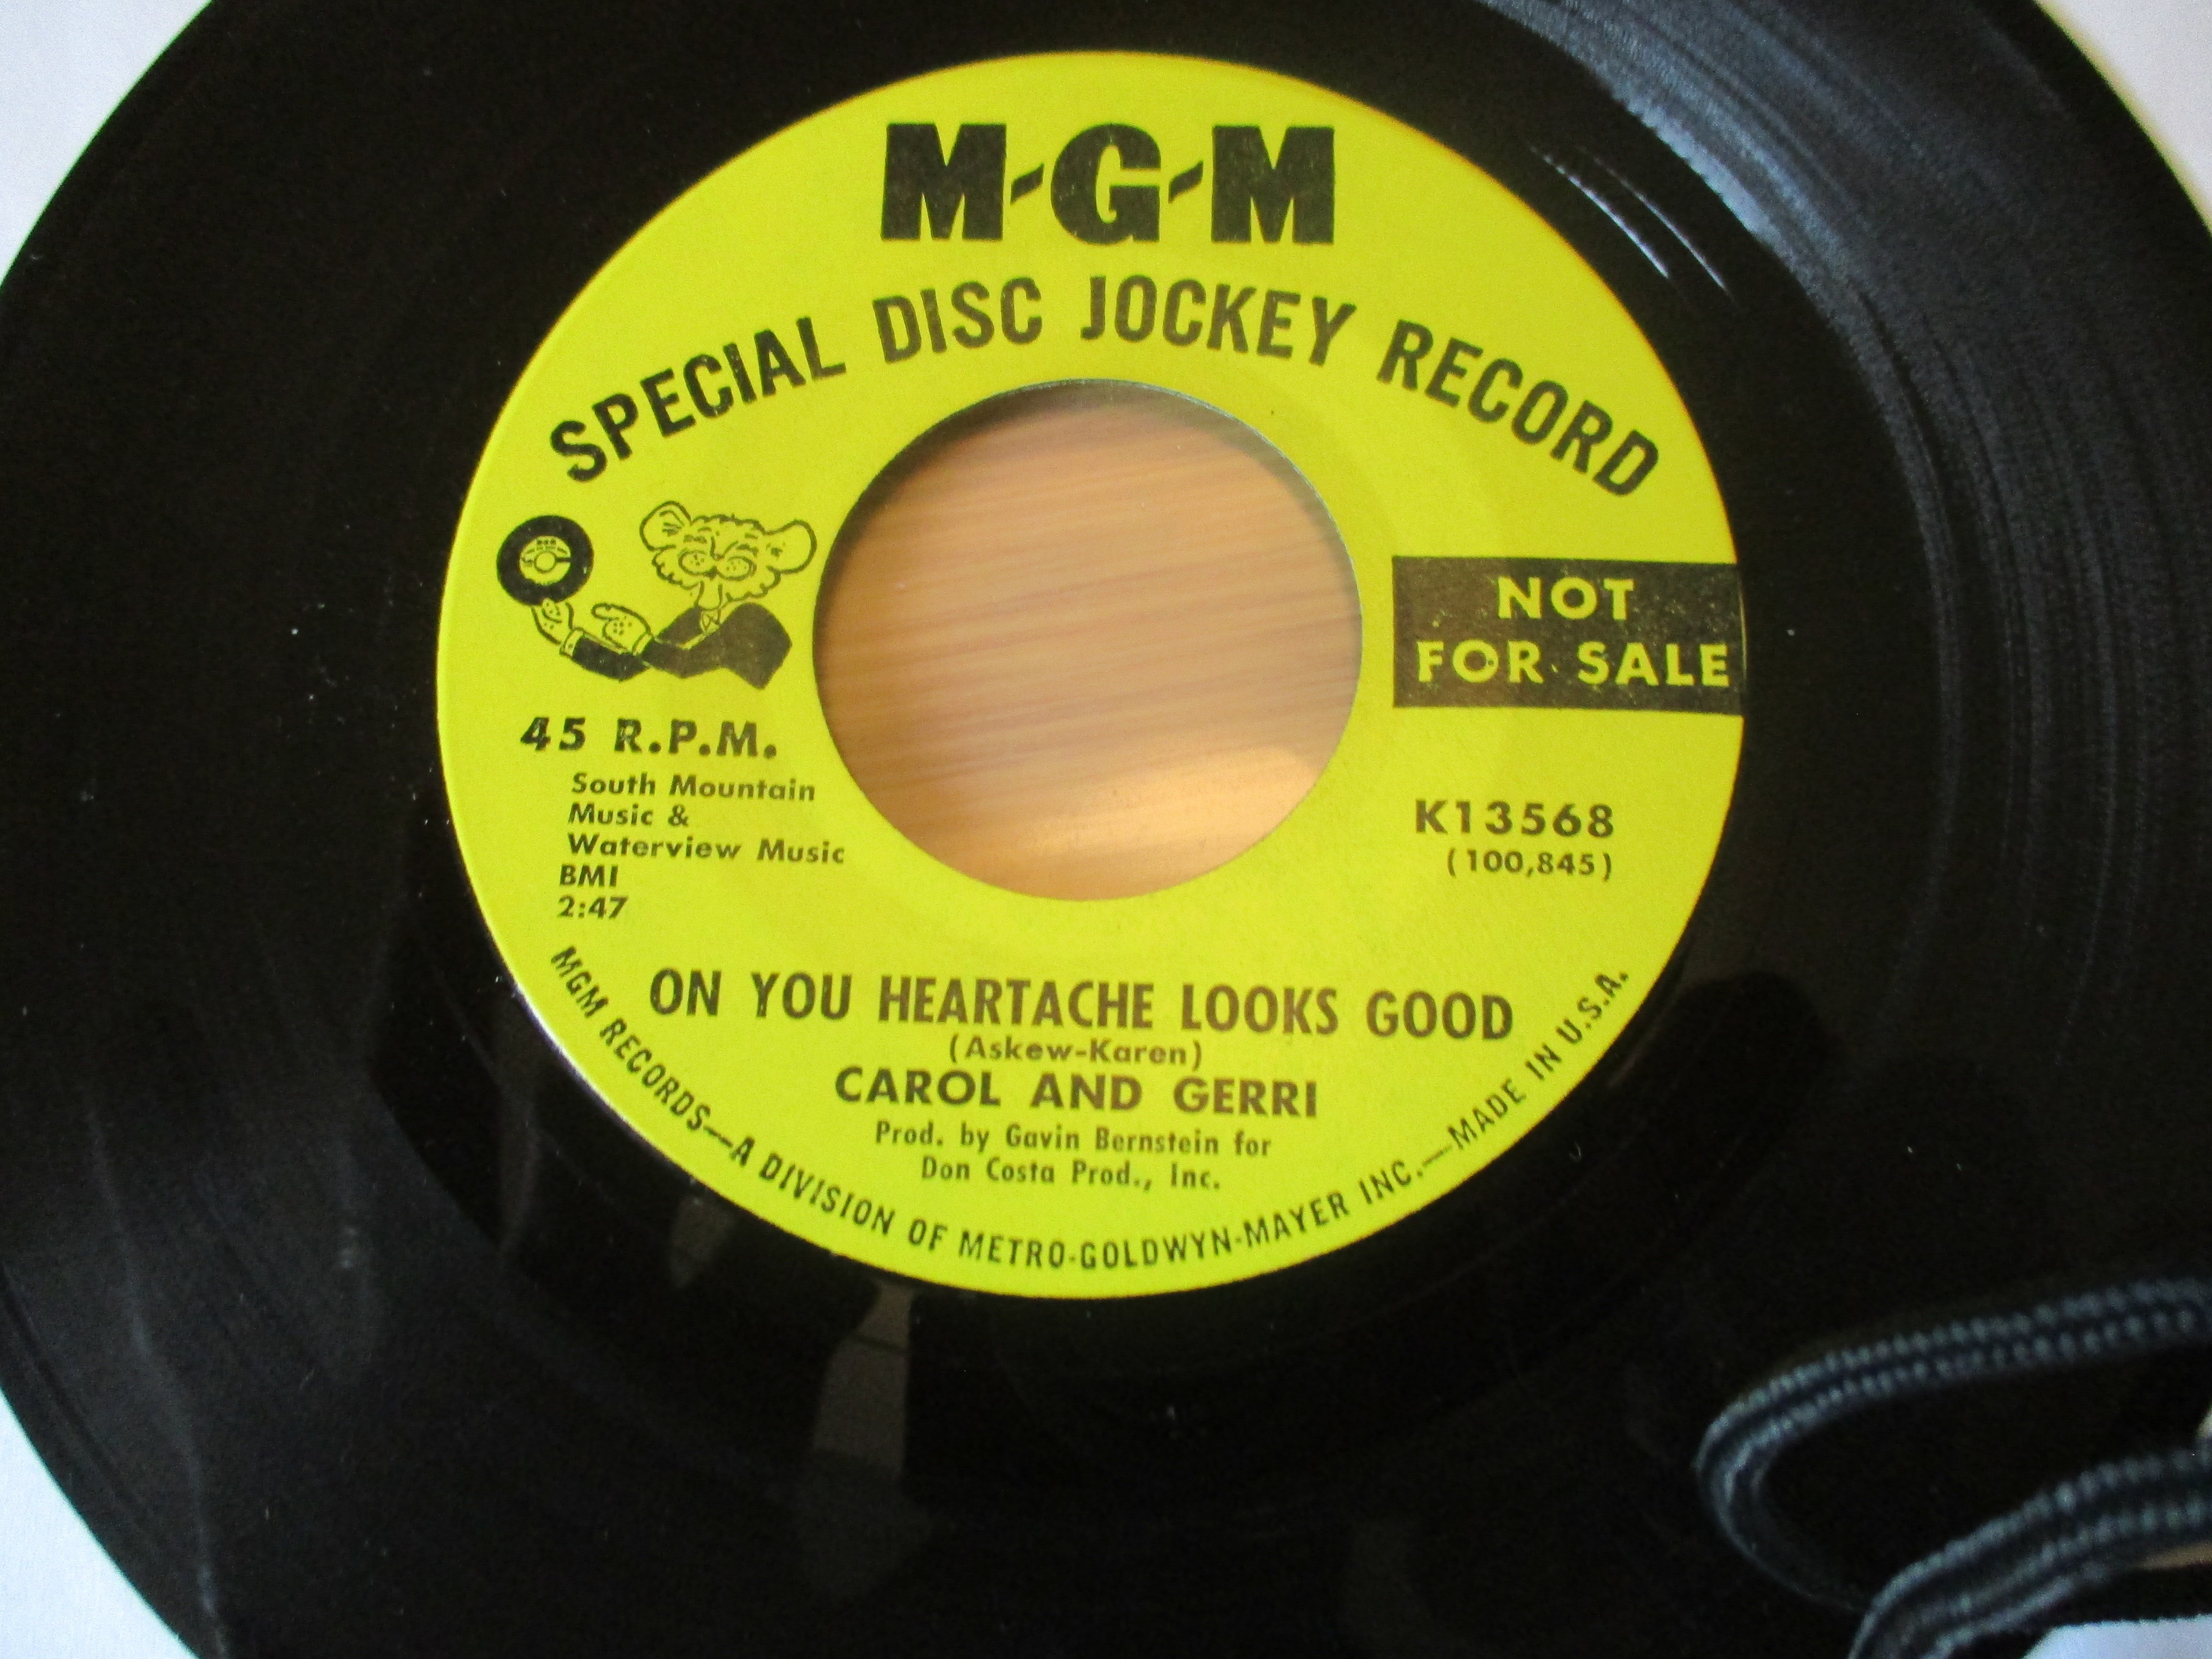 M-G-M
SPECIAL DISC JOCKEY RECORD
NOT
FOR SALE
45 R.P.M.
South Mountain
Music &
Waterview Music
BMI
2:47
K13568
(100,845)
ON YOU HEARTACHE LOOKS GOOD
(Askew-Karen)
CAROL AND GERRI
Prod. by Gavin Bernstein for
Don Costa Prod., Inc.
MGM RECORDS—A DIVISION OF METRO-GOLDWYN-MAYER INC.—MADE IN U.S.A.